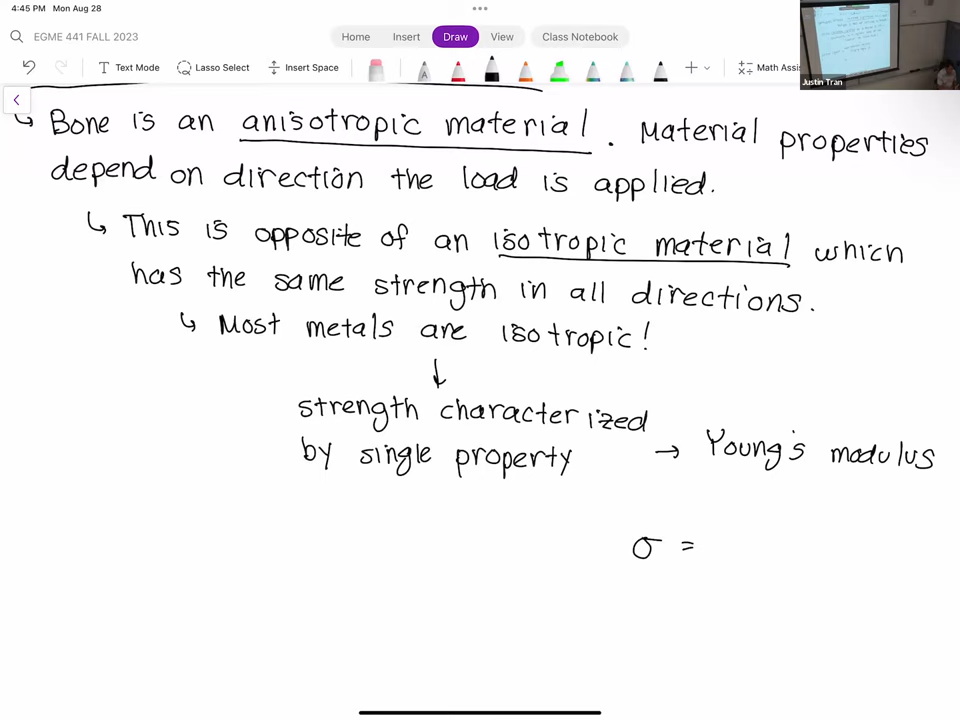 4:45 PM Mon Aug 28
EGME 441 FALL 2023
Home Insert Draw View Class Notebook
Text Mode Lasso Select Insert Space Math Assis
Justin Tran
↳ Bone is an anisotropic material. Material properties
depend on direction the load is applied.
↳ This is opposite of an isotropic material which
has the same strength in all directions.
↳ Most metals are isotropic!
↓
strength characterized
by single property → Young's modulus
σ =